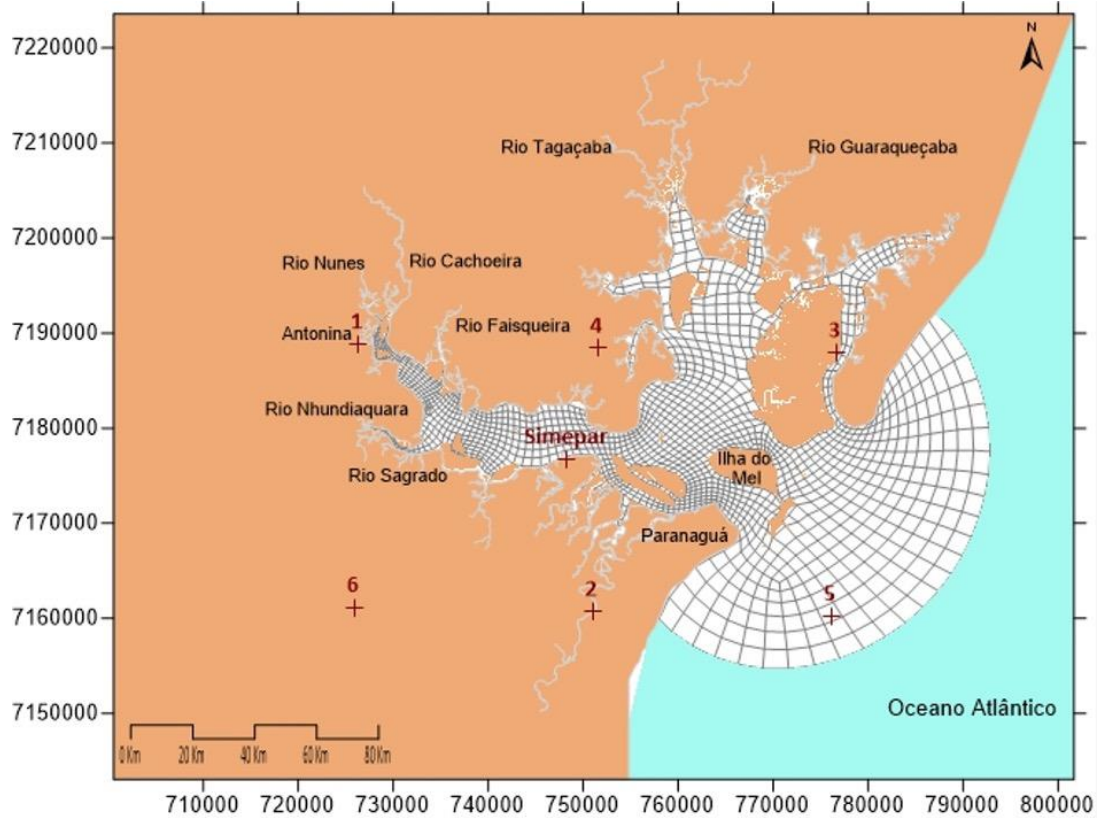 N
7220000
7210000
Rio Tagaçaba
Rio Guaraqueçaba
7200000
Rio Nunes
Rio Cachoeira
7190000
Antonina
1
Rio Faisqueira
4
3
Rio Nhundiaquara
7180000
Simepar
Rio Sagrado
Ilha do
Mel
7170000
Paranaguá
6
2
5
7160000
7150000
Oceano Atlântico
0 Km 20 Km 40 Km 60 Km 80 Km
710000 720000 730000 740000 750000 760000 770000 780000 790000 800000